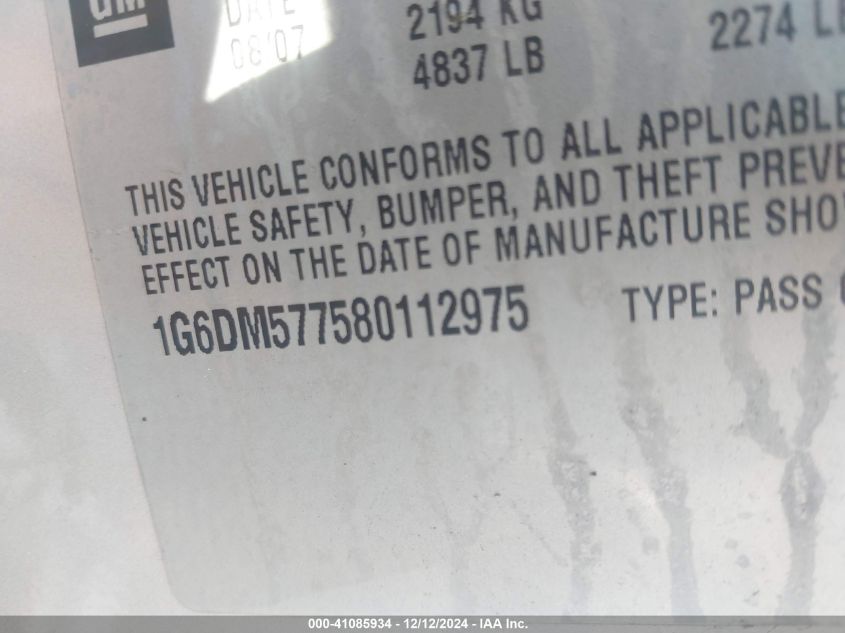 GM
DATE
08'07
2194 KG
4837 LB
2274 L
THIS VEHICLE CONFORMS TO ALL APPLICABLE
VEHICLE SAFETY, BUMPER, AND THEFT PREVE
EFFECT ON THE DATE OF MANUFACTURE SHO
1G6DM577580112975
TYPE: PASS
000-41085934 - 12/12/2024 - IAA Inc.